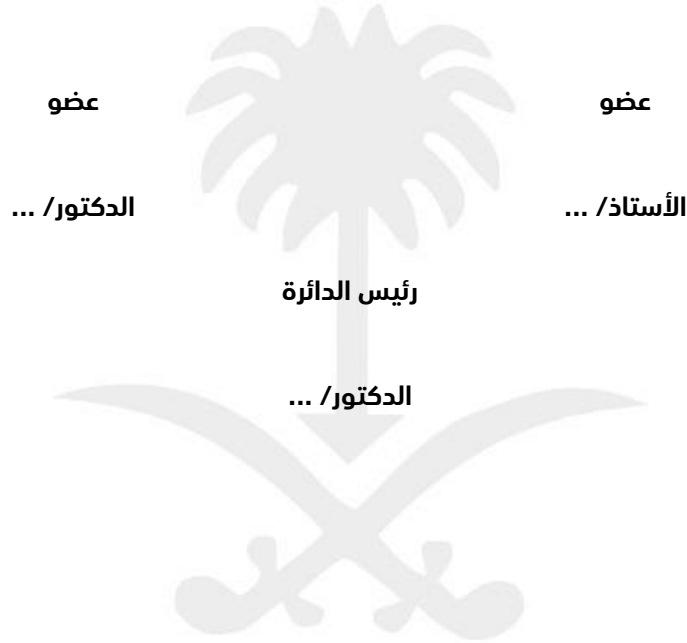 عضو عضو
الأستاذ/ ... الدكتور/ ...
رئيس الدائرة
الدكتور/ ...